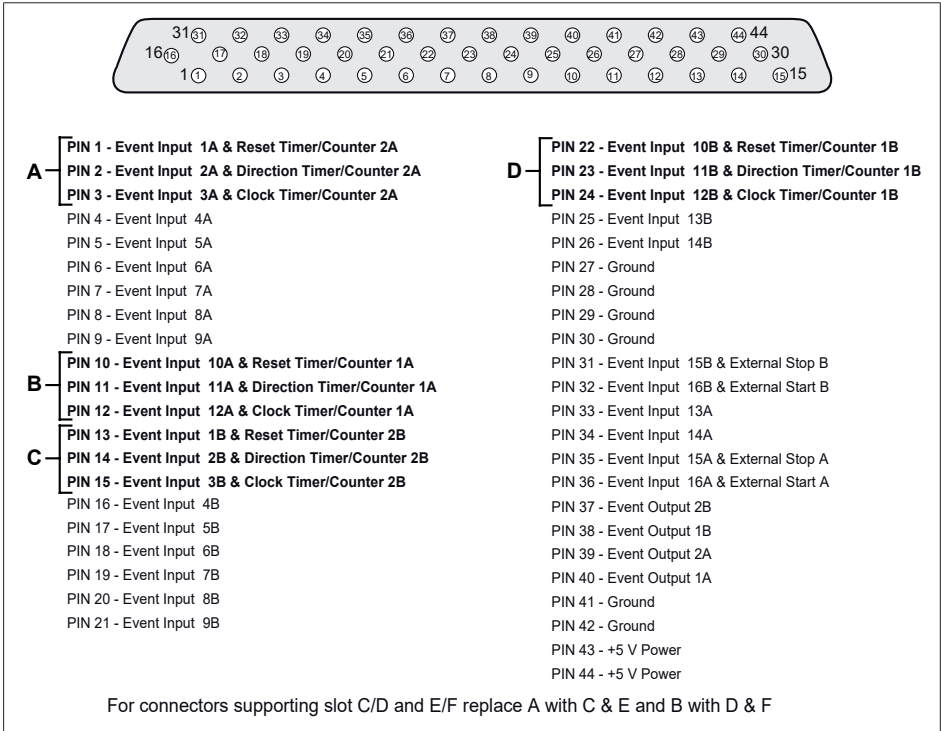 31 31 32 33 34 35 36 37 38 39 40 41 42 43 44 44
16 16 17 18 19 20 21 22 23 24 25 26 27 28 29 30 30
1 1 2 3 4 5 6 7 8 9 10 11 12 13 14 15 15
A
PIN 1 - Event Input 1A & Reset Timer/Counter 2A
PIN 2 - Event Input 2A & Direction Timer/Counter 2A
PIN 3 - Event Input 3A & Clock Timer/Counter 2A
PIN 4 - Event Input 4A
PIN 5 - Event Input 5A
PIN 6 - Event Input 6A
PIN 7 - Event Input 7A
PIN 8 - Event Input 8A
PIN 9 - Event Input 9A
B
PIN 10 - Event Input 10A & Reset Timer/Counter 1A
PIN 11 - Event Input 11A & Direction Timer/Counter 1A
PIN 12 - Event Input 12A & Clock Timer/Counter 1A
C
PIN 13 - Event Input 1B & Reset Timer/Counter 2B
PIN 14 - Event Input 2B & Direction Timer/Counter 2B
PIN 15 - Event Input 3B & Clock Timer/Counter 2B
PIN 16 - Event Input 4B
PIN 17 - Event Input 5B
PIN 18 - Event Input 6B
PIN 19 - Event Input 7B
PIN 20 - Event Input 8B
PIN 21 - Event Input 9B
D
PIN 22 - Event Input 10B & Reset Timer/Counter 1B
PIN 23 - Event Input 11B & Direction Timer/Counter 1B
PIN 24 - Event Input 12B & Clock Timer/Counter 1B
PIN 25 - Event Input 13B
PIN 26 - Event Input 14B
PIN 27 - Ground
PIN 28 - Ground
PIN 29 - Ground
PIN 30 - Ground
PIN 31 - Event Input 15B & External Stop B
PIN 32 - Event Input 16B & External Start B
PIN 33 - Event Input 13A
PIN 34 - Event Input 14A
PIN 35 - Event Input 15A & External Stop A
PIN 36 - Event Input 16A & External Start A
PIN 37 - Event Output 2B
PIN 38 - Event Output 1B
PIN 39 - Event Output 2A
PIN 40 - Event Output 1A
PIN 41 - Ground
PIN 42 - Ground
PIN 43 - +5 V Power
PIN 44 - +5 V Power
For connectors supporting slot C/D and E/F replace A with C & E and B with D & F